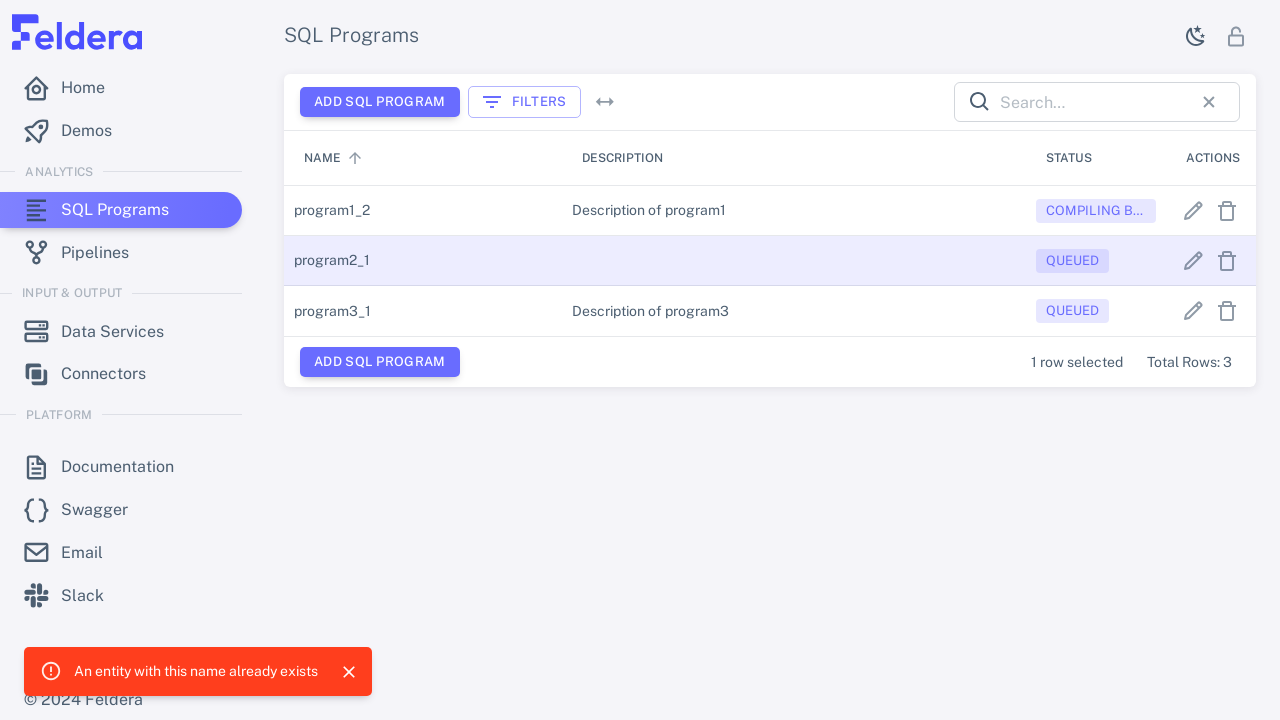 Feldera
Home
Demos
ANALYTICS
SQL Programs
Pipelines
INPUT & OUTPUT
Data Services
Connectors
PLATFORM
Documentation
Swagger
Email
Slack
An entity with this name already exists
© 2024 Feldera
SQL Programs
ADD SQL PROGRAM
FILTERS
Search...
NAME DESCRIPTION STATUS ACTIONS
program1_2 Description of program1 COMPILING B...
program2_1 QUEUED
program3_1 Description of program3 QUEUED
ADD SQL PROGRAM 1 row selected Total Rows: 3